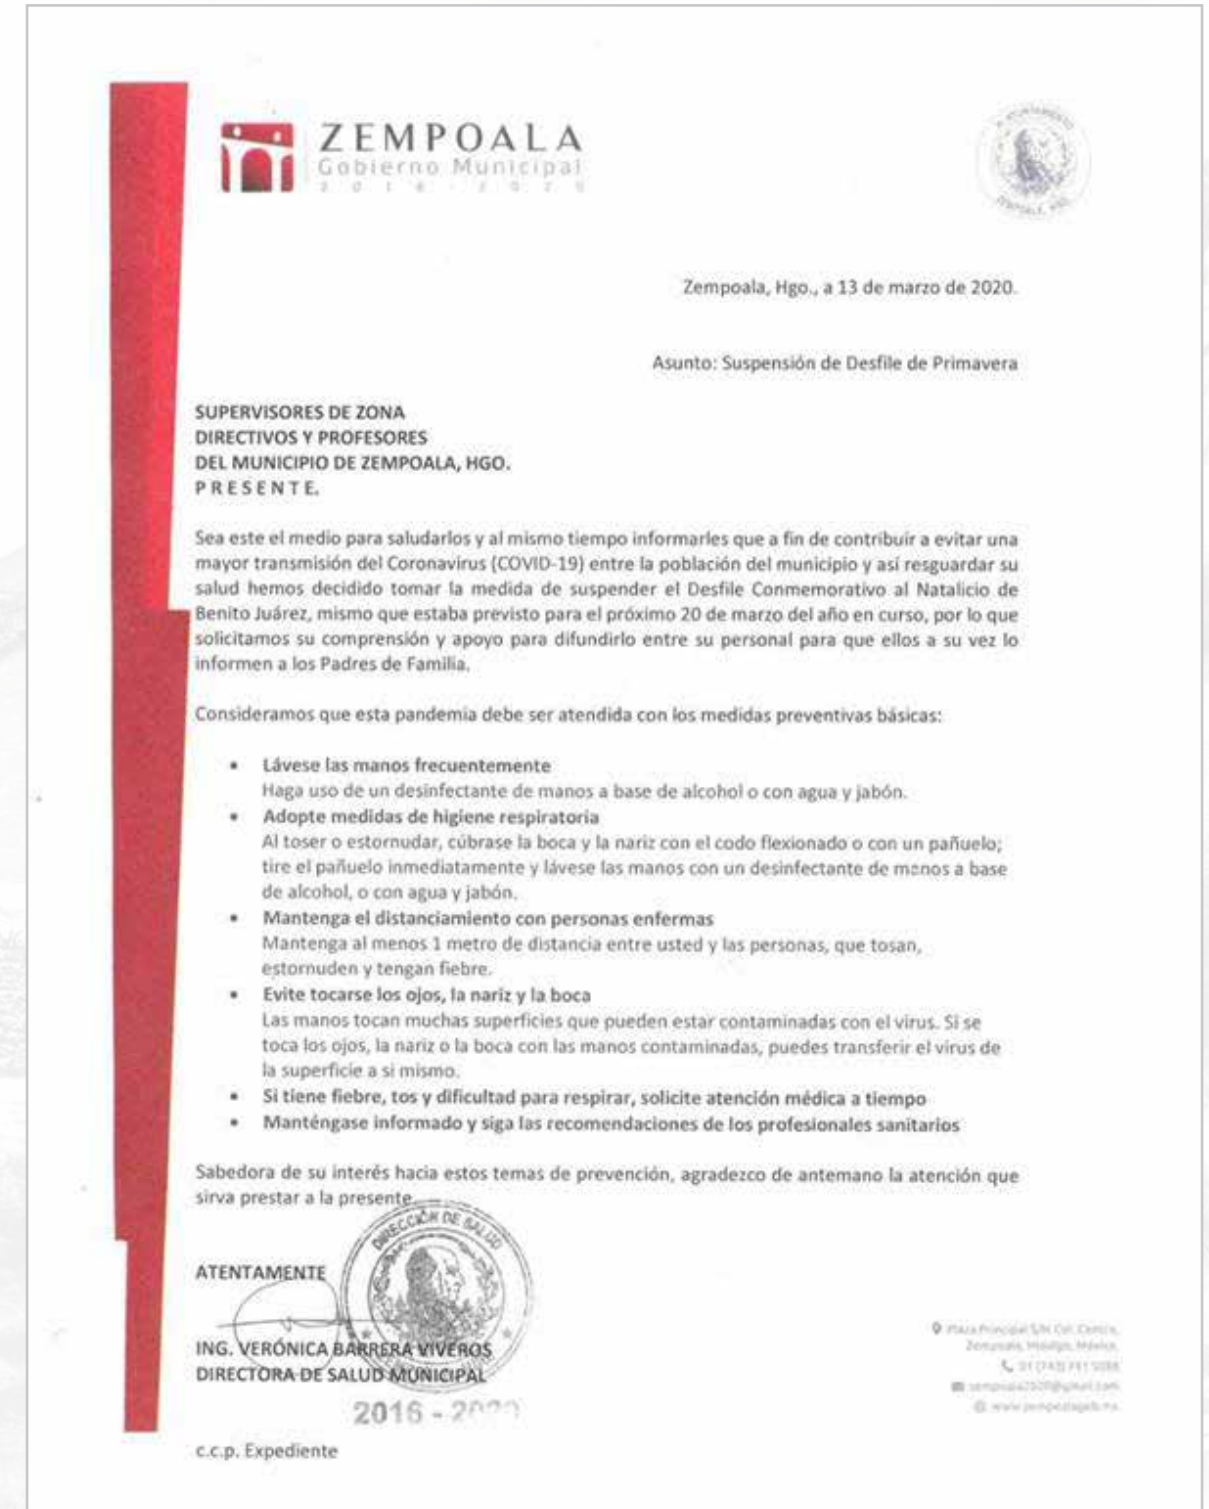 ZEMPOALA
Gobierno Municipal
2016 - 2020
H. AYUNTAMIENTO
ZEMPOALA, HGO.
Zempoala, Hgo., a 13 de marzo de 2020.
Asunto: Suspensión de Desfile de Primavera
SUPERVISORES DE ZONA
DIRECTIVOS Y PROFESORES
DEL MUNICIPIO DE ZEMPOALA, HGO.
P R E S E N T E.
Sea este el medio para saludarlos y al mismo tiempo informarles que a fin de contribuir a evitar una
mayor transmisión del Coronavirus (COVID-19) entre la población del municipio y así resguardar su
salud hemos decidido tomar la medida de suspender el Desfile Conmemorativo al Natalicio de
Benito Juárez, mismo que estaba previsto para el próximo 20 de marzo del año en curso, por lo que
solicitamos su comprensión y apoyo para difundirlo entre su personal para que ellos a su vez lo
informen a los Padres de Familia.
Consideramos que esta pandemia debe ser atendida con los medidas preventivas básicas:
• Lávese las manos frecuentemente
Haga uso de un desinfectante de manos a base de alcohol o con agua y jabón.
• Adopte medidas de higiene respiratoria
Al toser o estornudar, cúbrase la boca y la nariz con el codo flexionado o con un pañuelo;
tire el pañuelo inmediatamente y lávese las manos con un desinfectante de manos a base
de alcohol, o con agua y jabón.
• Mantenga el distanciamiento con personas enfermas
Mantenga al menos 1 metro de distancia entre usted y las personas, que tosan,
estornuden y tengan fiebre.
• Evite tocarse los ojos, la nariz y la boca
Las manos tocan muchas superficies que pueden estar contaminadas con el virus. Si se
toca los ojos, la nariz o la boca con las manos contaminadas, puedes transferir el virus de
la superficie a si mismo.
• Si tiene fiebre, tos y dificultad para respirar, solicite atención médica a tiempo
• Manténgase informado y siga las recomendaciones de los profesionales sanitarios
Sabedora de su interés hacia estos temas de prevención, agradezco de antemano la atención que
sirva prestar a la presente
DIRECCIÓN DE SALUD
ATENTAMENTE
ING. VERÓNICA BARRERA VIVEROS
DIRECTORA DE SALUD MUNICIPAL
2016 - 2020
Plaza Principal S/N Col. Centro,
Zempoala, Hidalgo, México.
c.c.p. Expediente